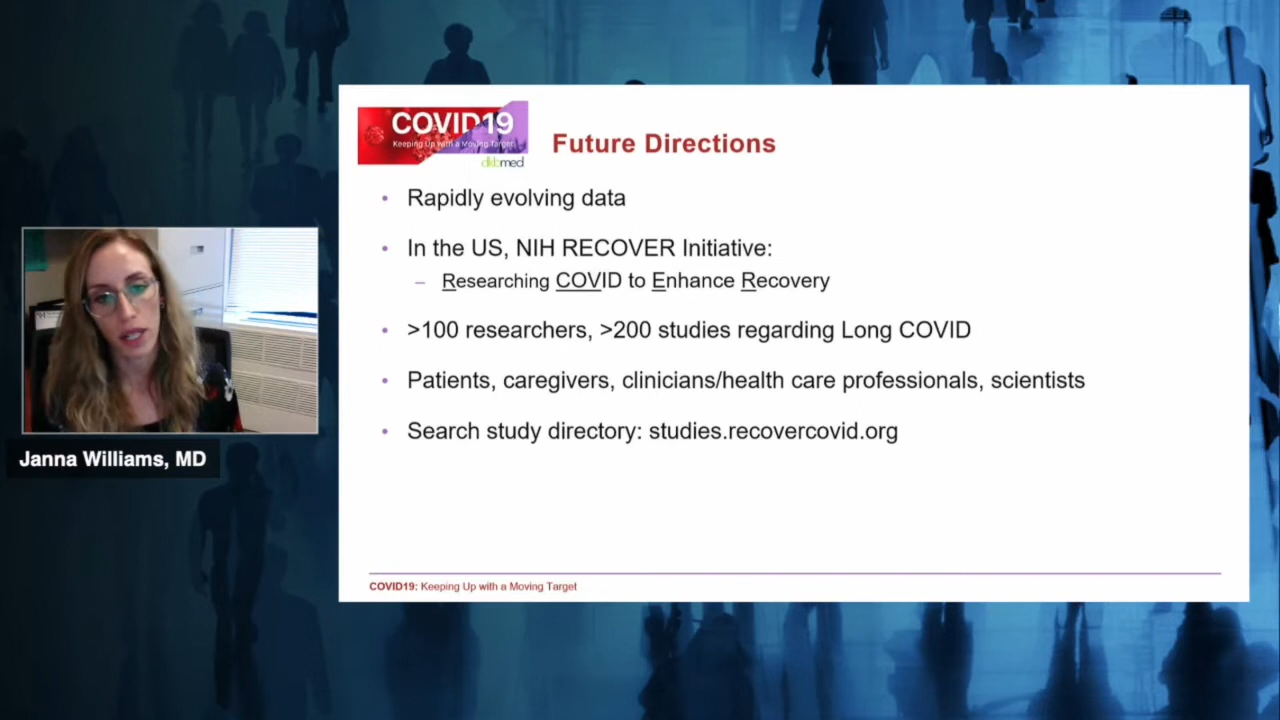 COVID19
Keeping Up with a Moving Target
dkbmed
Future Directions
• Rapidly evolving data
• In the US, NIH RECOVER Initiative:
– Researching COVID to Enhance Recovery
• >100 researchers, >200 studies regarding Long COVID
• Patients, caregivers, clinicians/health care professionals, scientists
• Search study directory: studies.recovercovid.org
Janna Williams, MD
COVID19: Keeping Up with a Moving Target